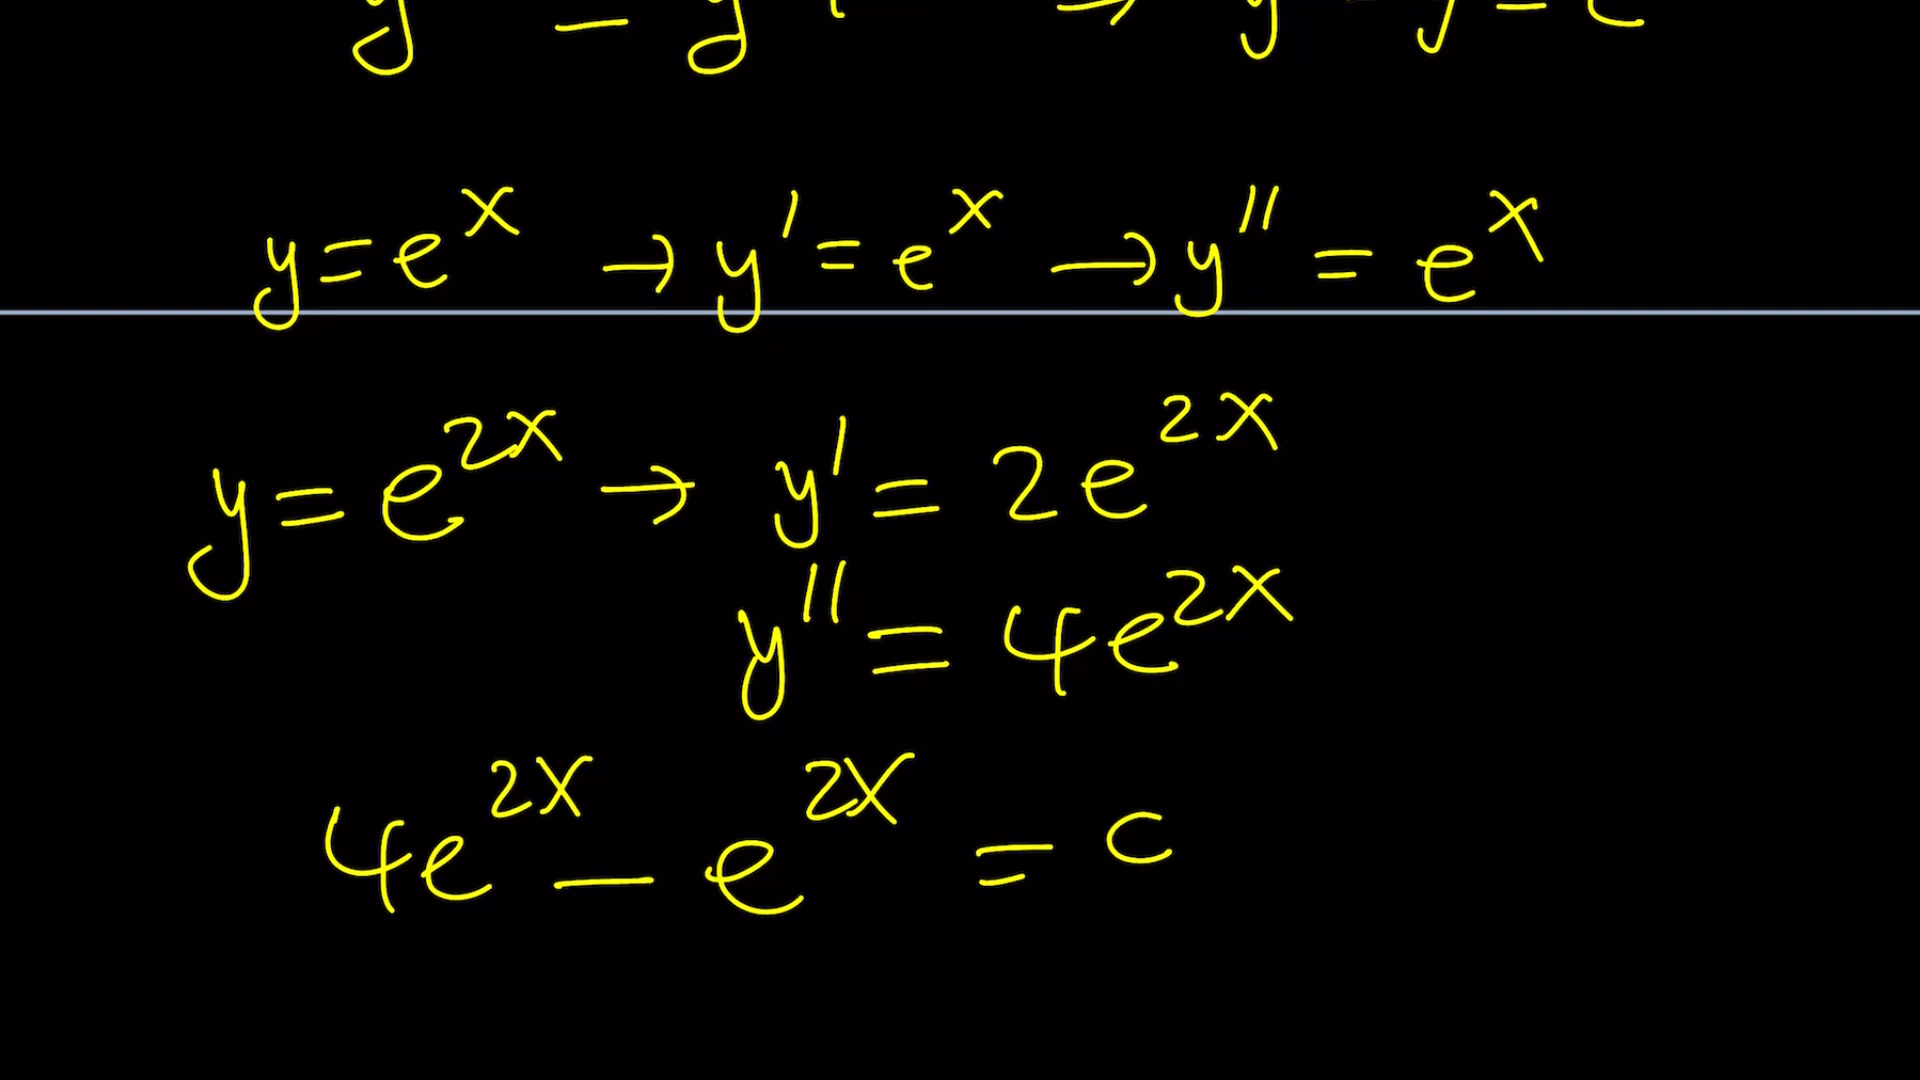 y = e^x → y' = e^x → y'' = e^x
y = e^{2x} → y' = 2e^{2x}
y'' = 4e^{2x}
4e^{2x} - e^{2x} = c